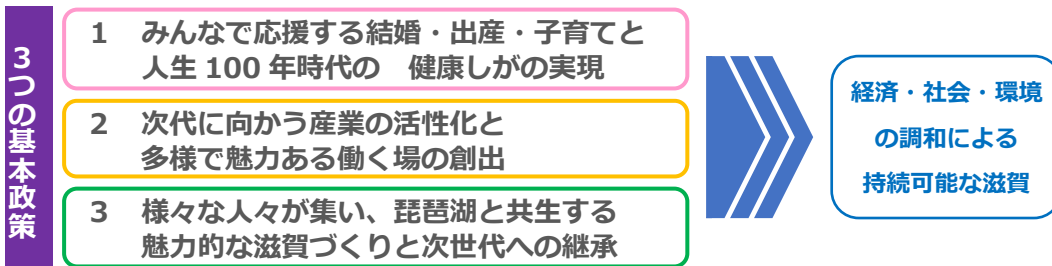 3つの基本政策
1 みんなで応援する結婚・出産・子育てと
人生 100 年時代の　健康しがの実現
2 次代に向かう産業の活性化と
多様で魅力ある働く場の創出
3 様々な人々が集い、琵琶湖と共生する
魅力的な滋賀づくりと次世代への継承
経済・社会・環境
の調和による
持続可能な滋賀